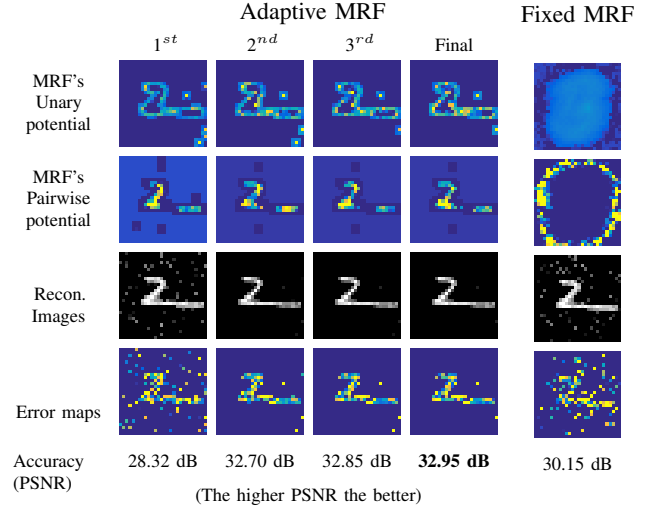 Adaptive MRF
Fixed MRF
1st
2nd
3rd
Final
MRF's
Unary
potential
MRF's
Pairwise
potential
Recon.
Images
Error maps
Accuracy
(PSNR)
28.32 dB
32.70 dB
32.85 dB
32.95 dB
30.15 dB
(The higher PSNR the better)